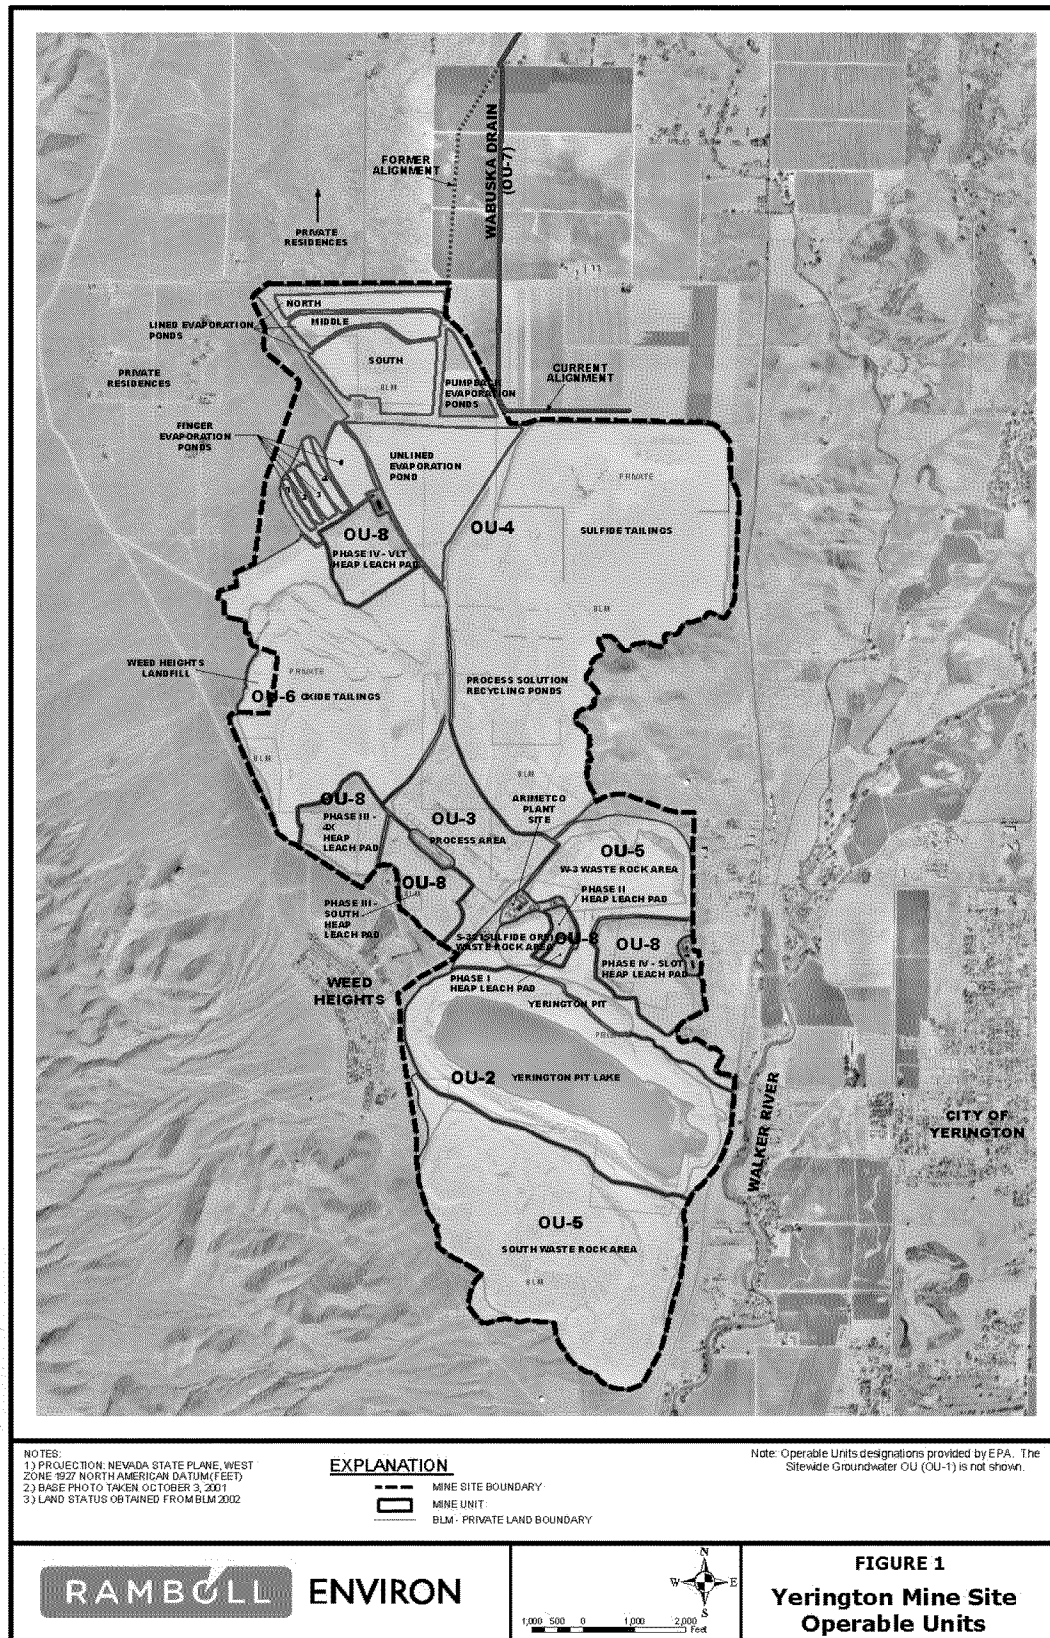 FORMER
ALIGNMENT
WABUSKA DRAIN
(OU-7)
PRIVATE
RESIDENCES
NORTH
MIDDLE
LINED EVAPORATION
PONDS
SOUTH
BLM
PRIVATE
RESIDENCES
PUMPBACK
EVAPORATION
PONDS
CURRENT
ALIGNMENT
FINGER
EVAPORATION
PONDS
UNLINED
EVAPORATION
POND
PRIVATE
OU-4
SULFIDE TAILINGS
OU-8
PHASE IV - VLT
HEAP LEACH PAD
BLM
WEED HEIGHTS
LANDFILL
PRIVATE
OU-6 OXIDE TAILINGS
PROCESS SOLUTION
RECYCLING PONDS
BLM
BLM
ARIMETCO
PLANT
SITE
OU-8
PHASE III -
4X
HEAP
LEACH PAD
OU-3
PROCESS AREA
OU-5
W-3 WASTE ROCK AREA
OU-8
BLM
PHASE III -
SOUTH
HEAP
LEACH PAD
PHASE II
HEAP LEACH PAD
S-32 (SULFIDE ORE)
WASTE ROCK AREA
OU-8
OU-8
PHASE IV - SLOT
HEAP LEACH PAD
PHASE I
HEAP LEACH PAD
WEED
HEIGHTS
YERINGTON PIT
OU-2
YERINGTON PIT LAKE
WALKER RIVER
CITY OF
YERINGTON
OU-5
SOUTH WASTE ROCK AREA
BLM
NOTES:
1) PROJECTION: NEVADA STATE PLANE, WEST
ZONE 1927 NORTH AMERICAN DATUM (FEET)
2) BASE PHOTO TAKEN OCTOBER 3, 2001
3) LAND STATUS OBTAINED FROM BLM 2002
EXPLANATION
MINE SITE BOUNDARY
MINE UNIT
BLM - PRIVATE LAND BOUNDARY
Note: Operable Units designations provided by EPA. The
Sitewide Groundwater OU (OU-1) is not shown.
RAMBOLL ENVIRON
N
W E
S
1,000 500 0 1,000 2,000
Feet
FIGURE 1
Yerington Mine Site
Operable Units